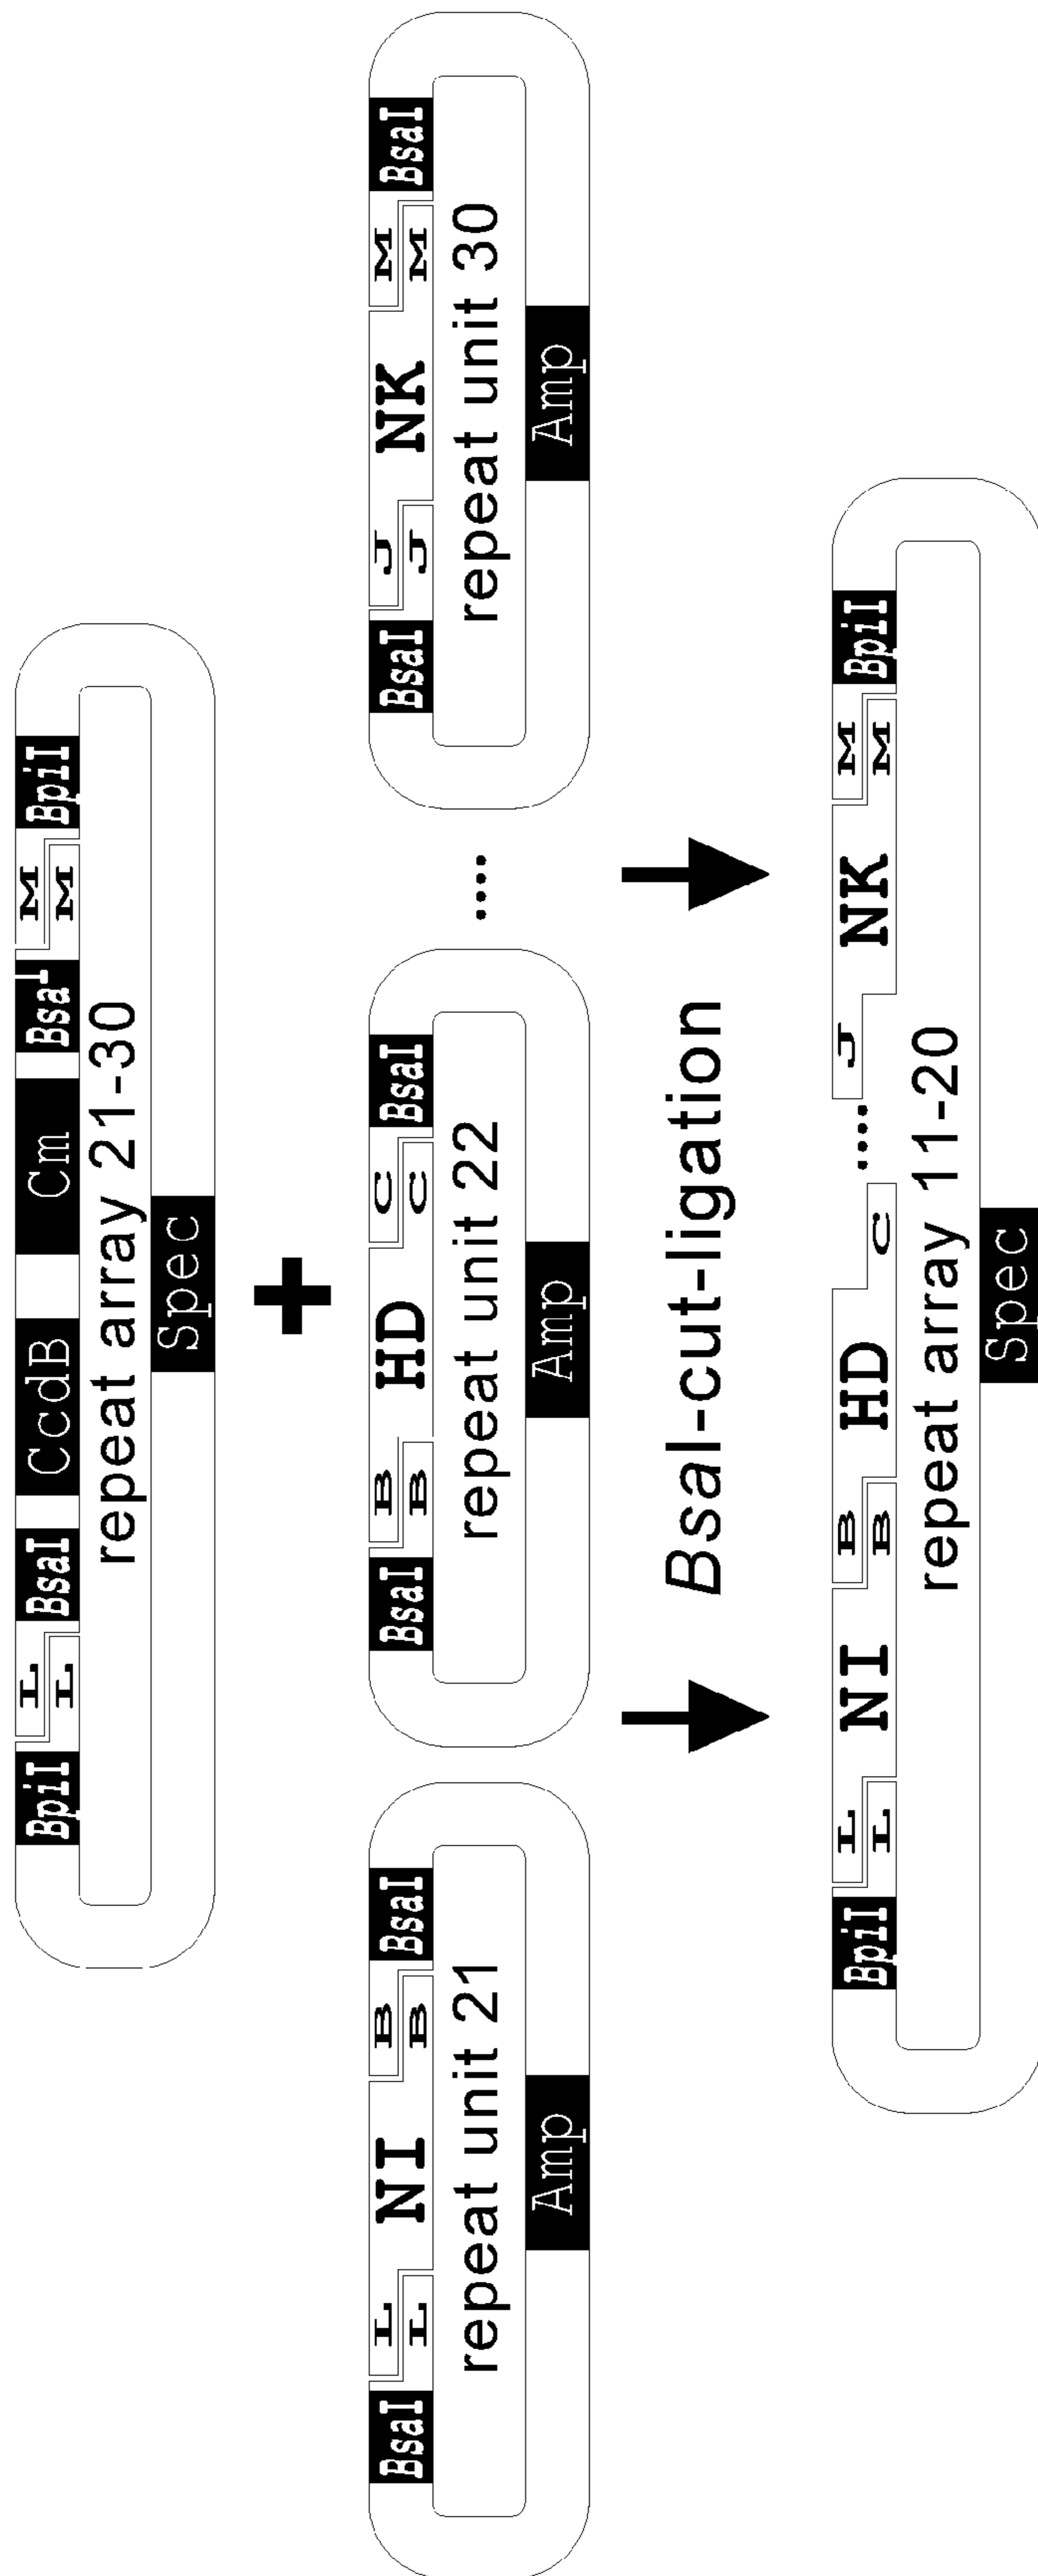 BpiI L L BsaI CcdB Cm Bsa M M BpiI
repeat array 21-30
Spec
+
BsaI L L NI B B BsaI
repeat unit 21
Amp
BsaI B B HD C C BsaI
repeat unit 22
Amp
....
BsaI J J NK M M BsaI
repeat unit 30
Amp
BsaI-cut-ligation
BpiI L L NI B B HD C .... J NK M M BpiI
repeat array 11-20
Spec